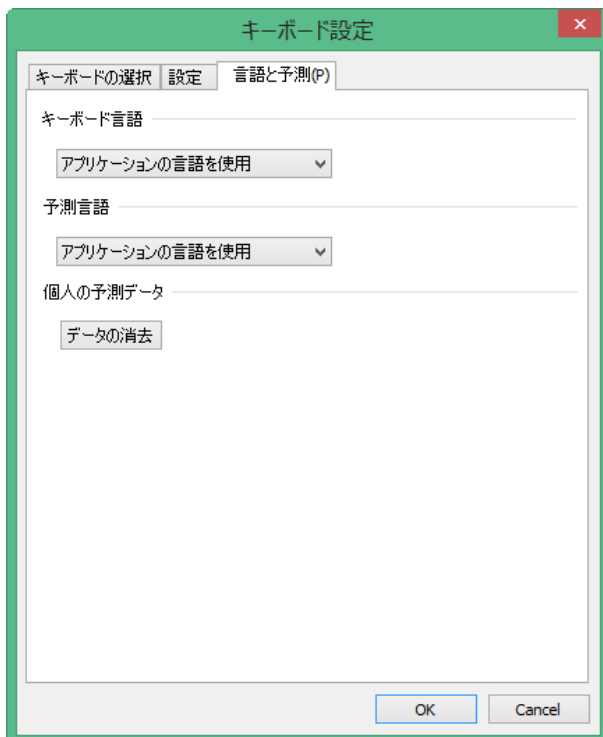 キーボード設定
キーボードの選択 設定 言語と予測(P)
キーボード言語
アプリケーションの言語を使用
予測言語
アプリケーションの言語を使用
個人の予測データ
データの消去
OK Cancel